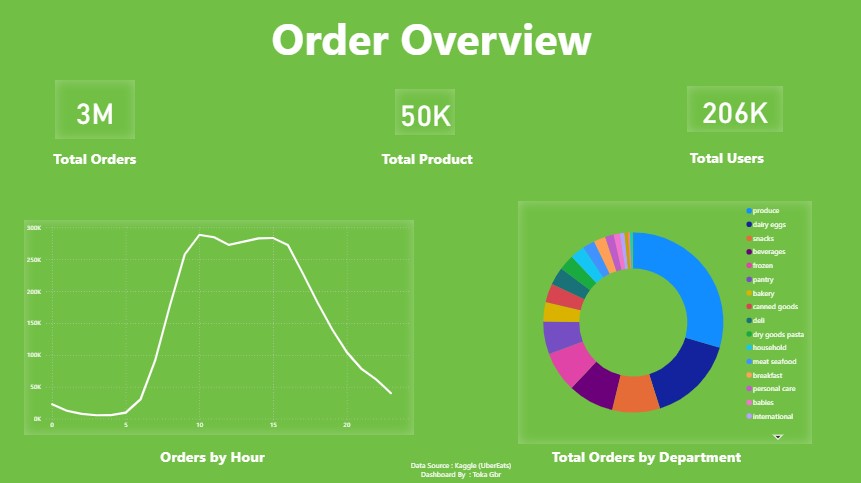 Order Overview
3M
50K
206K
Total Orders
Total Product
Total Users
300K
250K
200K
150K
100K
50K
0K
0
5
10
15
20
Orders by Hour
produce
dairy eggs
snacks
beverages
frozen
pantry
bakery
canned goods
deli
dry goods pasta
household
meat seafood
breakfast
personal care
babies
international
Total Orders by Department
Data Source : Kaggle (UberEats)
Dashboard By : Toka Gbr